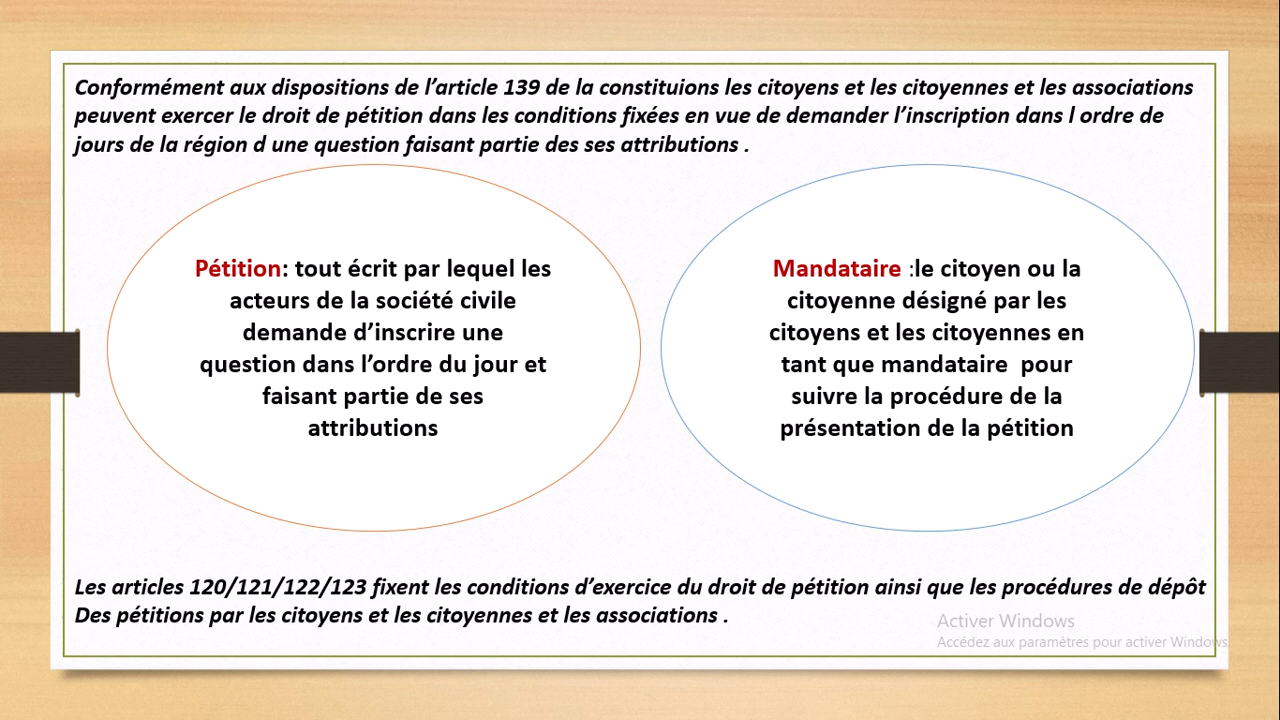 Conformément aux dispositions de l’article 139 de la constituions les citoyens et les citoyennes et les associations
peuvent exercer le droit de pétition dans les conditions fixées en vue de demander l’inscription dans l ordre de
jours de la région d une question faisant partie des ses attributions .
Pétition: tout écrit par lequel les
acteurs de la société civile
demande d’inscrire une
question dans l’ordre du jour et
faisant partie de ses
attributions
Mandataire :le citoyen ou la
citoyenne désigné par les
citoyens et les citoyennes en
tant que mandataire  pour
suivre la procédure de la
présentation de la pétition
Les articles 120/121/122/123 fixent les conditions d’exercice du droit de pétition ainsi que les procédures de dépôt
Des pétitions par les citoyens et les citoyennes et les associations .
Activer Windows
Accédez aux paramètres pour activer Windows.